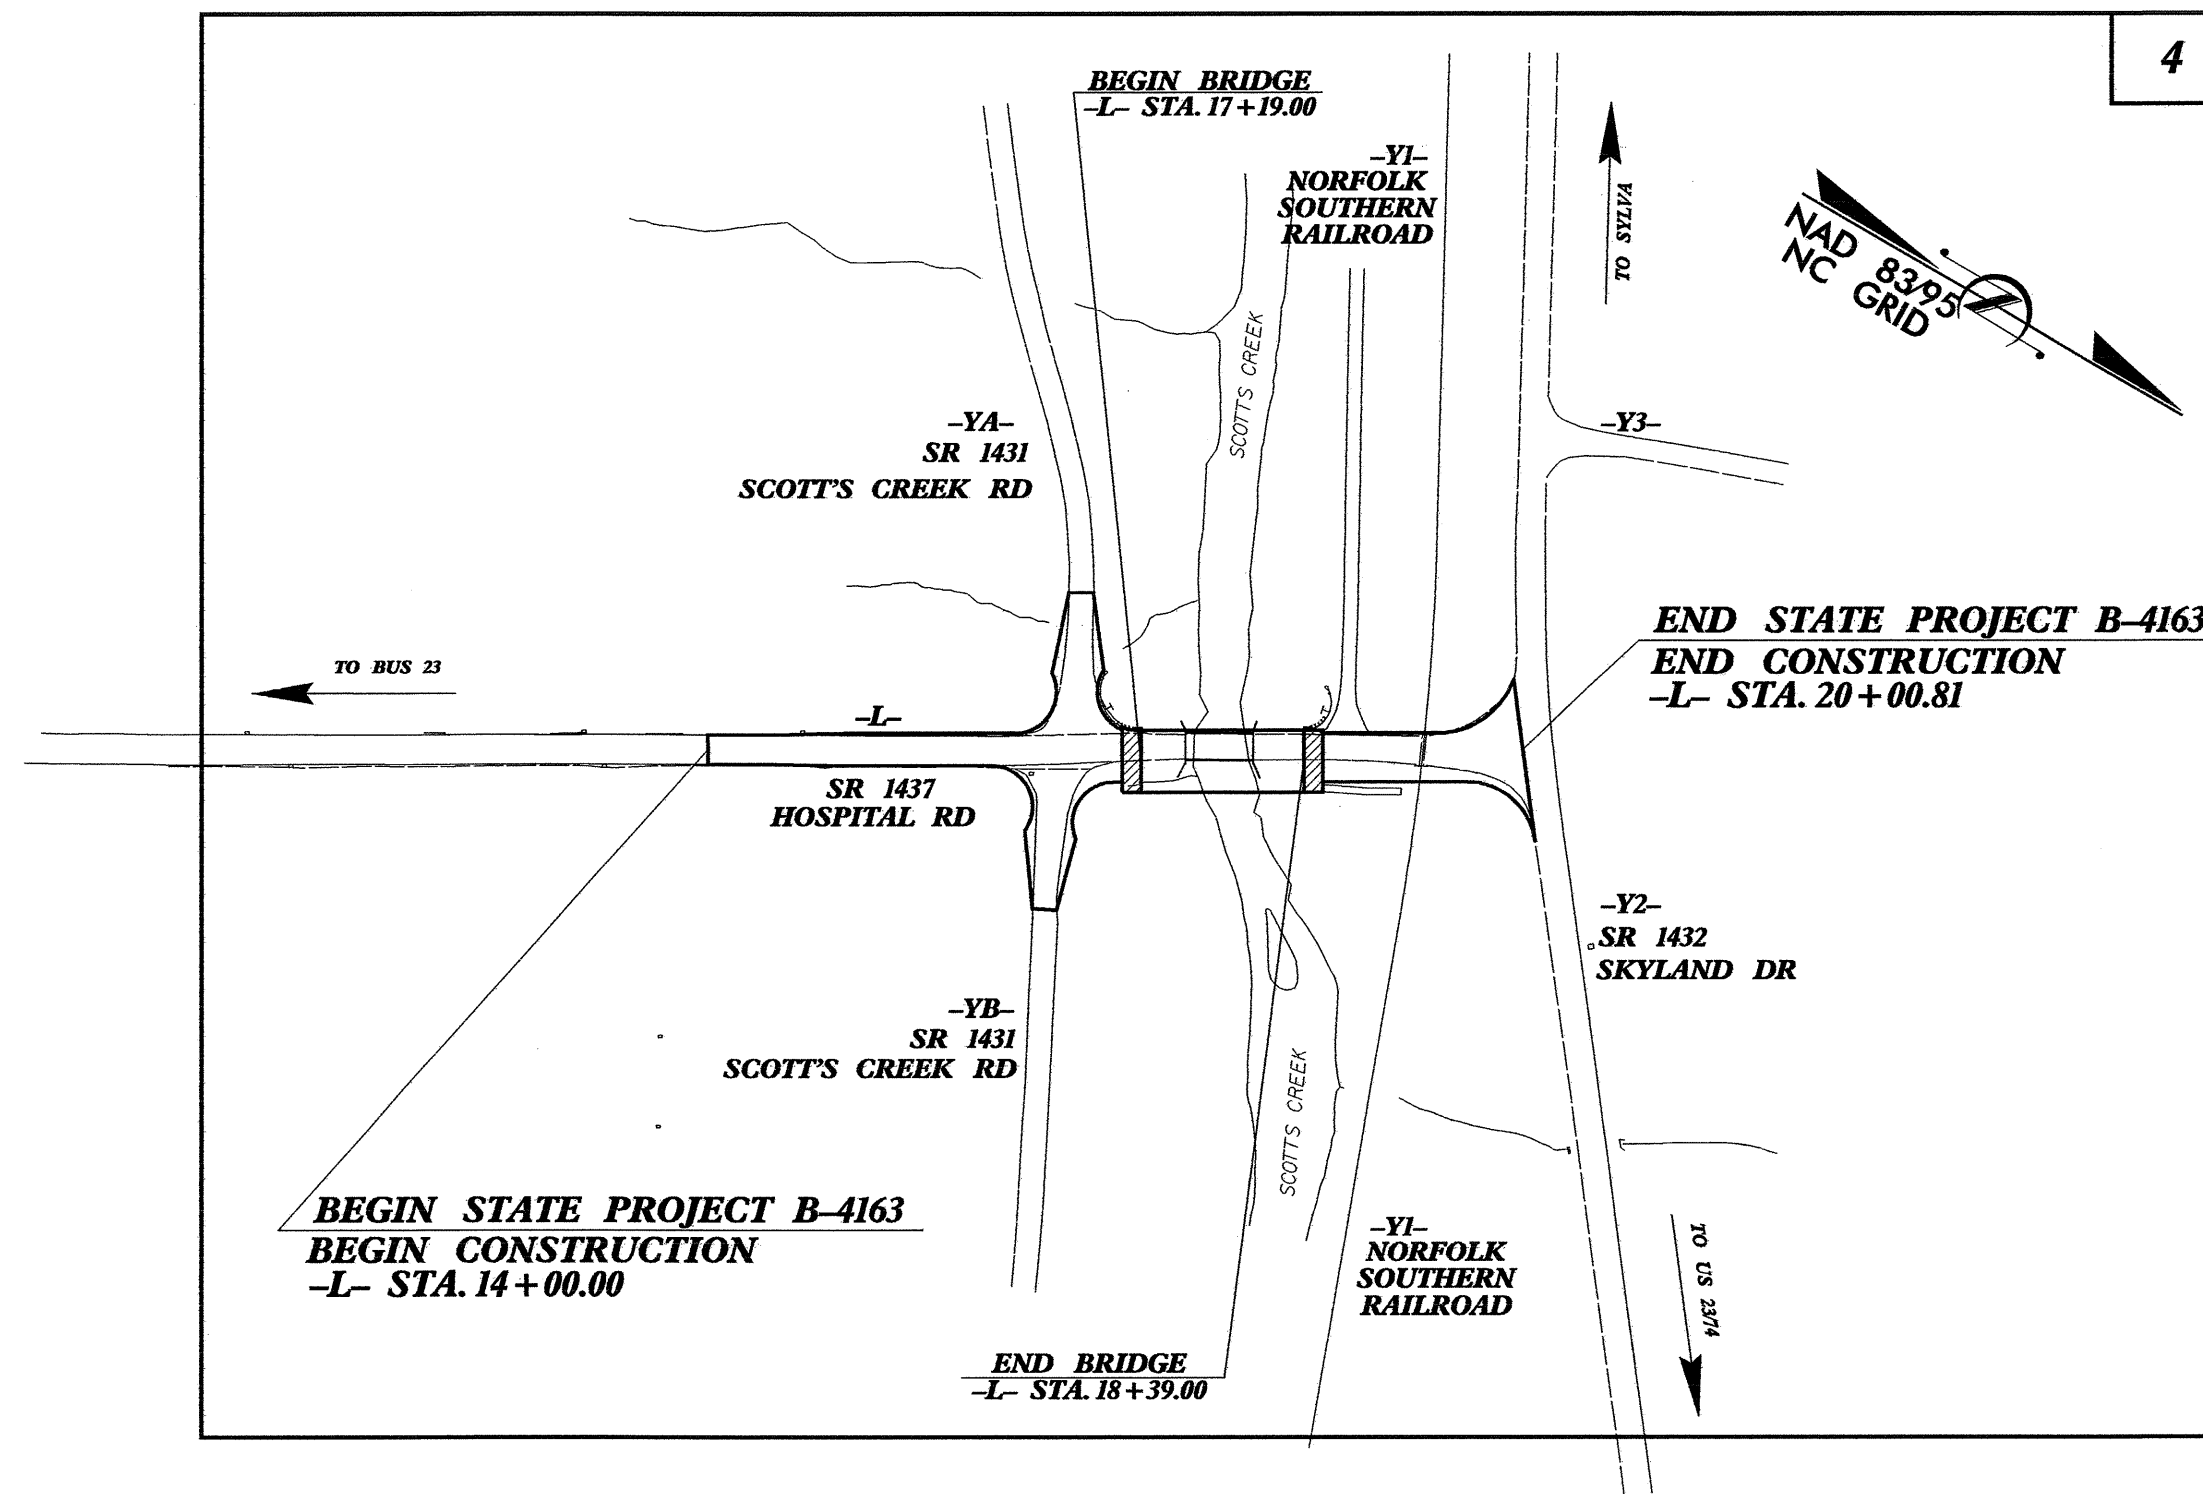 4
BEGIN BRIDGE
-L- STA. 17+19.00
-Y1-
NORFOLK
SOUTHERN
RAILROAD
TO SYLVA
NAD 83/95
NC GRID
SCOTTS CREEK
-YA-
SR 1431
SCOTT'S CREEK RD
-Y3-
END STATE PROJECT B-4163
END CONSTRUCTION
-L- STA. 20+00.81
TO BUS 23
-L-
SR 1437
HOSPITAL RD
-Y2-
SR 1432
SKYLAND DR
-YB-
SR 1431
SCOTT'S CREEK RD
SCOTTS CREEK
BEGIN STATE PROJECT B-4163
BEGIN CONSTRUCTION
-L- STA. 14+00.00
-Y1-
NORFOLK
SOUTHERN
RAILROAD
TO US 23/74
END BRIDGE
-L- STA. 18+39.00